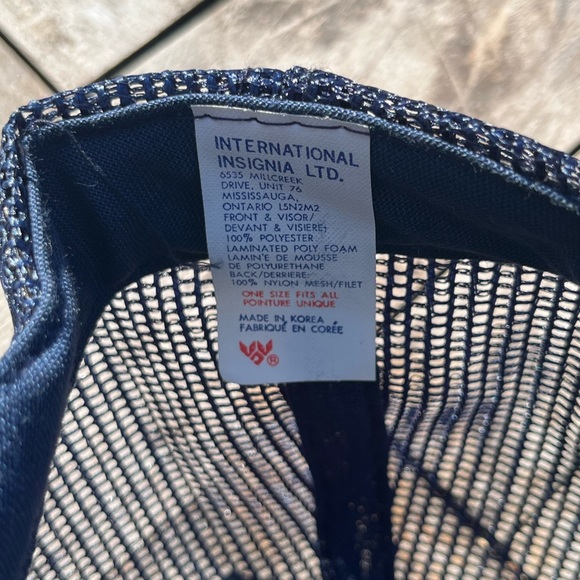 INTERNATIONAL
INSIGNIA LTD.
6535 MILLCREEK
DRIVE, UNIT 76
MISSISSAUGA,
ONTARIO L5N2M2
FRONT & VISOR/
DEVANT & VISIERE;
100% POLYESTER
LAMINATED POLY FOAM
LAMIN'E DE MOUSSE
DE POLYURETHANE
BACK/DERRIERE:
100% NYLON MESH/FILET
ONE SIZE FITS ALL
POINTURE UNIQUE
MADE IN KOREA
FABRIQUÉ EN CORÉE
®